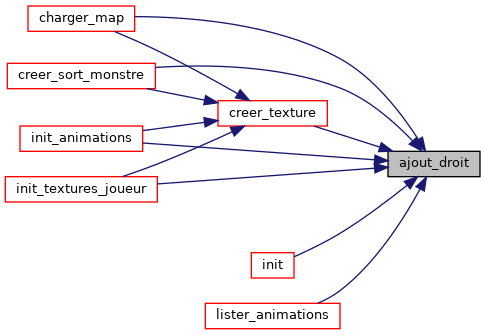 charger_map
creer_sort_monstre
creer_texture
init_animations
ajout_droit
init_textures_joueur
init
lister_animations